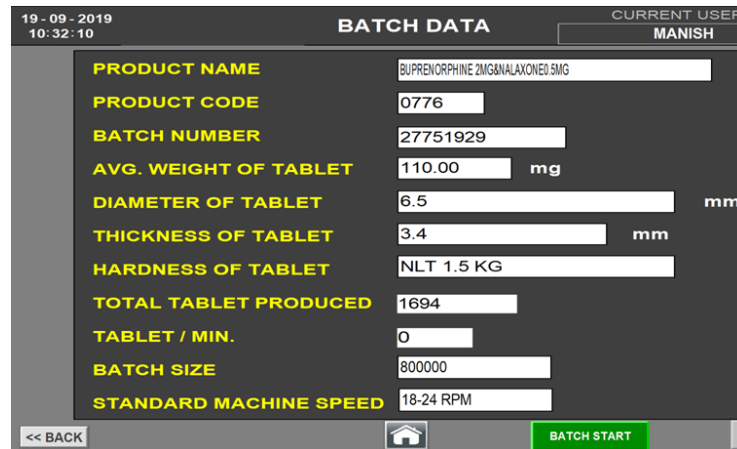 19 - 09 - 2019 BATCH DATA CURRENT USER
10:32:10 MANISH
PRODUCT NAME BUPRENORPHINE 2MG&NALAXONE0.5MG
PRODUCT CODE 0776
BATCH NUMBER 27751929
AVG. WEIGHT OF TABLET 110.00 mg
DIAMETER OF TABLET 6.5 mm
THICKNESS OF TABLET 3.4 mm
HARDNESS OF TABLET NLT 1.5 KG
TOTAL TABLET PRODUCED 1694
TABLET / MIN. 0
BATCH SIZE 800000
STANDARD MACHINE SPEED 18-24 RPM
<< BACK BATCH START